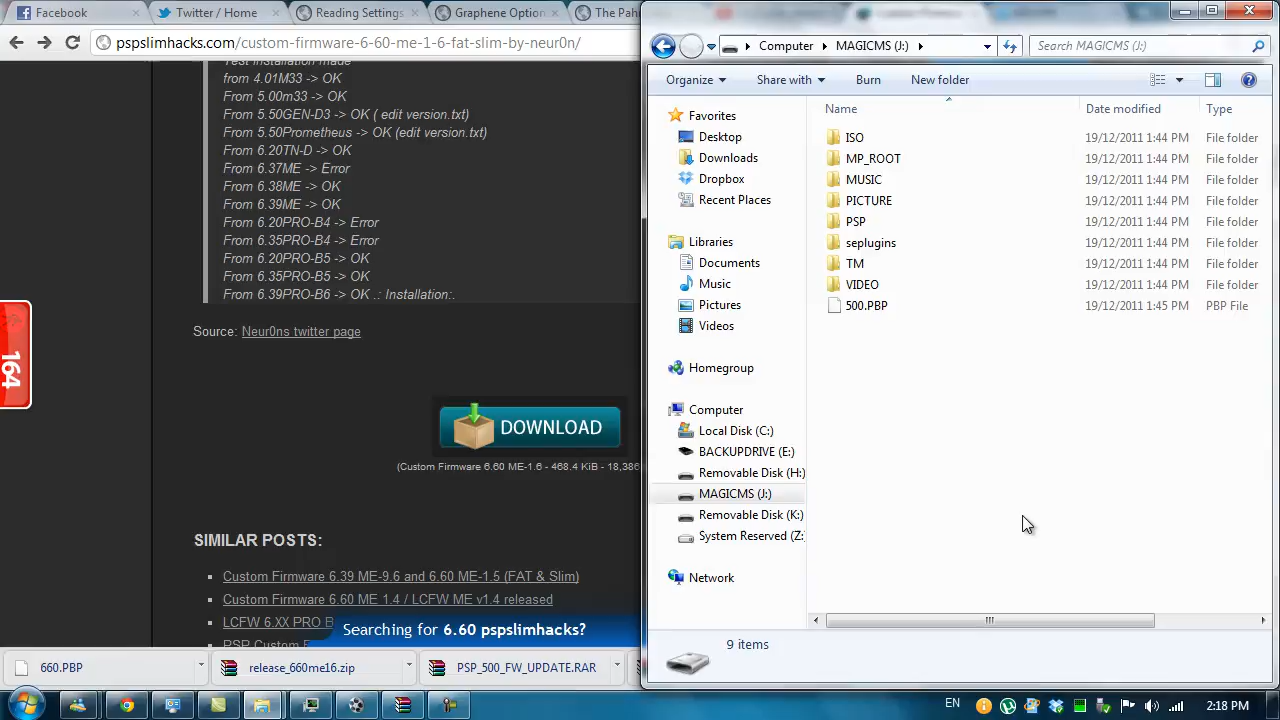 Facebook
Twitter / Home
Reading Settings
Graphene Option
The Pah
pspslimhacks.com/custom-firmware-6-60-me-1-6-fat-slim-by-neur0n/
Test installation made
from 4.01M33 -> OK
From 5.00m33 -> OK
From 5.50GEN-D3 -> OK ( edit version.txt)
From 5.50Prometheus -> OK (edit version.txt)
From 6.20TN-D -> OK
From 6.37ME -> Error
From 6.38ME -> OK
From 6.39ME -> OK
From 6.20PRO-B4 -> Error
From 6.35PRO-B4 -> Error
From 6.20PRO-B5 -> OK
From 6.35PRO-B5 -> OK
From 6.39PRO-B6 -> OK .: Installation:.
Source: Neur0ns twitter page
164
DOWNLOAD
(Custom Firmware 6.60 ME-1.6 - 468.4 KiB - 18,386
SIMILAR POSTS:
Custom Firmware 6.39 ME-9.6 and 6.60 ME-1.5 (FAT & Slim)
Custom Firmware 6.60 ME 1.4 / LCFW ME v1.4 released
LCFW 6.XX PRO B
PSP Custom
Searching for 6.60 pspslimhacks?
660.PBP
release_660me16.zip
PSP_500_FW_UPDATE.RAR
Computer
MAGICMS (J:)
Search MAGICMS (J:)
Organize
Share with
Burn
New folder
Favorites
Desktop
Downloads
Dropbox
Recent Places
Libraries
Documents
Music
Pictures
Videos
Homegroup
Computer
Local Disk (C:)
BACKUPDRIVE (E:)
Removable Disk (H:)
MAGICMS (J:)
Removable Disk (K:)
System Reserved (Z:
Network
Name Date modified Type
ISO 19/12/2011 1:44 PM File folder
MP_ROOT 19/12/2011 1:44 PM File folder
MUSIC 19/12/2011 1:44 PM File folder
PICTURE 19/12/2011 1:44 PM File folder
PSP 19/12/2011 1:44 PM File folder
seplugins 19/12/2011 1:44 PM File folder
TM 19/12/2011 1:44 PM File folder
VIDEO 19/12/2011 1:44 PM File folder
500.PBP 19/12/2011 1:45 PM PBP File
9 items
EN
2:18 PM